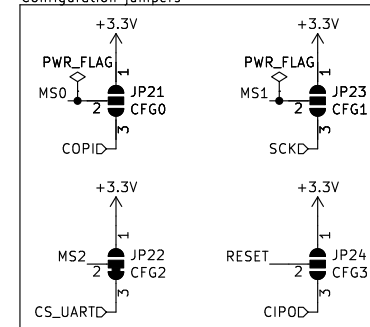 Configuration jumpers
+3.3V
+3.3V
PWR_FLAG
PWR_FLAG
1
1
MS0
JP21
MS1
JP23
2
CFG0
2
CFG1
3
3
COPI
SCK
+3.3V
+3.3V
1
1
MS2
JP22
RESET
JP24
2
CFG2
2
CFG3
3
3
CS_UART
CIPO